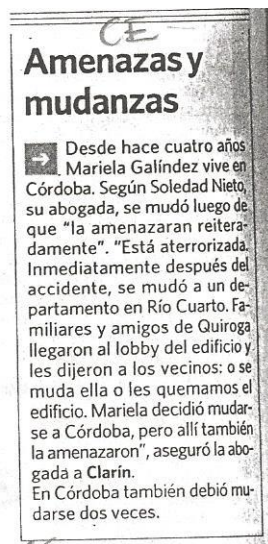 CE
Amenazas y
mudanzas
Desde hace cuatro años
Mariela Galíndez vive en
Córdoba. Según Soledad Nieto,
su abogada, se mudó luego de
que "la amenazaran reitera-
damente". "Está aterrorizada.
Inmediatamente después del
accidente, se mudó a un de-
partamento en Río Cuarto. Fa-
miliares y amigos de Quiroga
llegaron al lobby del edificio y
les dijeron a los vecinos: o se
muda ella o les quemamos el
edificio. Mariela decidió mudar-
se a Córdoba, pero allí también
la amenazaron", aseguró la abo-
gada a Clarín.
En Córdoba también debió mu-
darse dos veces.